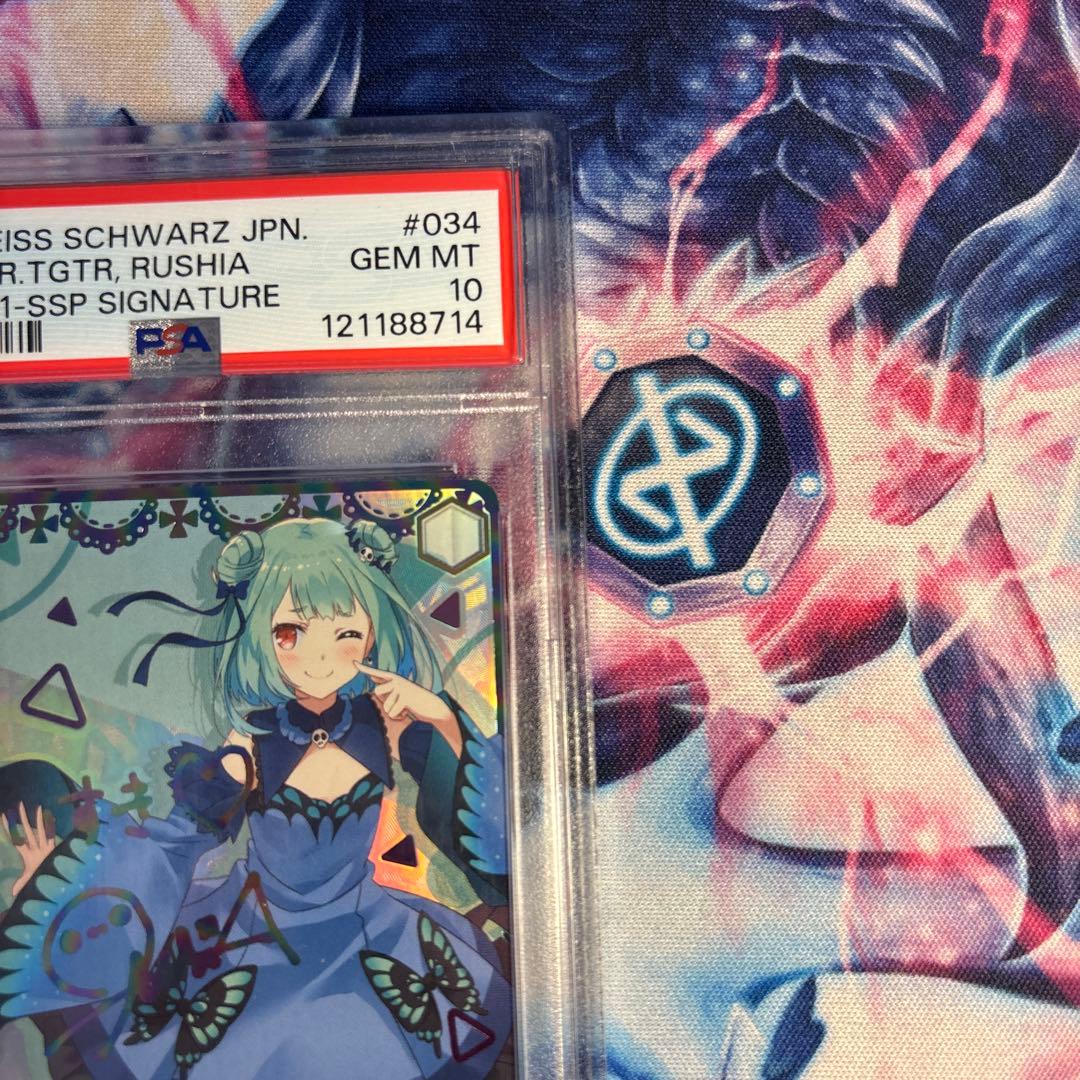 EISS SCHWARZ JPN. #034
R.TGTR, RUSHIA GEM MT
1-SSP SIGNATURE 10
121188714
PSA